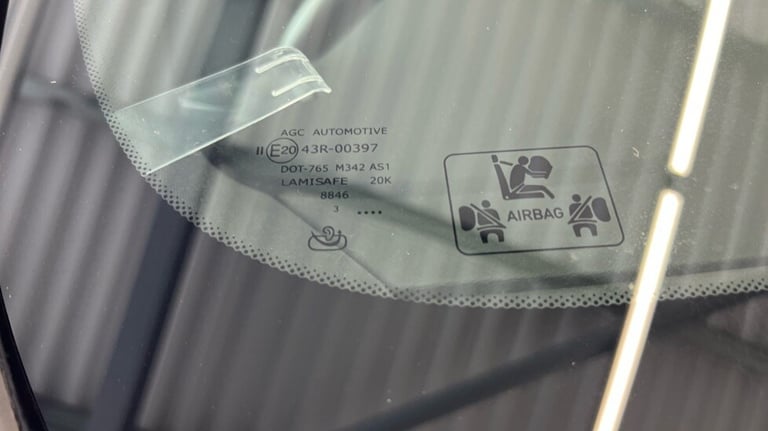 AGC AUTOMOTIVE
II E20 43R-00397
DOT-765 M342 AS1
LAMISAFE 20K
8846
3 ....
AIRBAG